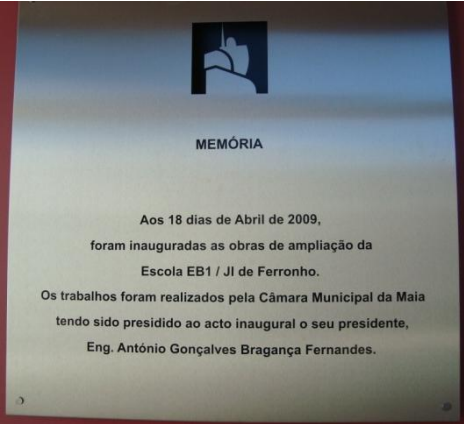 MEMÓRIA
Aos 18 dias de Abril de 2009,
foram inauguradas as obras de ampliação da
Escola EB1 / JI de Ferronho.
Os trabalhos foram realizados pela Câmara Municipal da Maia
tendo sido presidido ao acto inaugural o seu presidente,
Eng. António Gonçalves Bragança Fernandes.